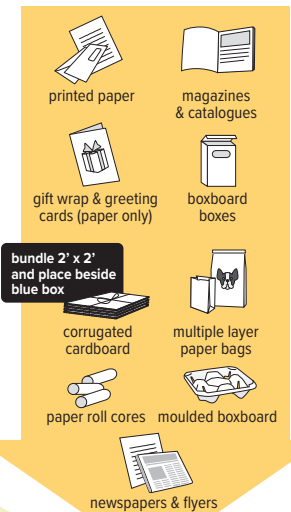 printed paper
magazines
& catalogues
gift wrap & greeting
cards (paper only)
boxboard
boxes
bundle 2’ x 2’
and place beside
blue box
corrugated
cardboard
multiple layer
paper bags
paper roll cores
moulded boxboard
newspapers & flyers